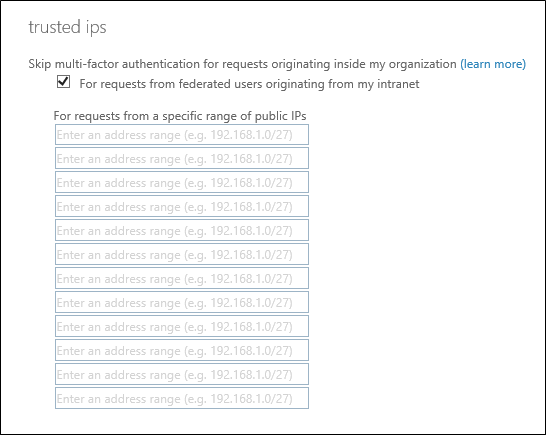 trusted ips
Skip multi-factor authentication for requests originating inside my organization (learn more)
For requests from federated users originating from my intranet
For requests from a specific range of public IPs
Enter an address range (e.g. 192.168.1.0/27)
Enter an address range (e.g. 192.168.1.0/27)
Enter an address range (e.g. 192.168.1.0/27)
Enter an address range (e.g. 192.168.1.0/27)
Enter an address range (e.g. 192.168.1.0/27)
Enter an address range (e.g. 192.168.1.0/27)
Enter an address range (e.g. 192.168.1.0/27)
Enter an address range (e.g. 192.168.1.0/27)
Enter an address range (e.g. 192.168.1.0/27)
Enter an address range (e.g. 192.168.1.0/27)
Enter an address range (e.g. 192.168.1.0/27)
Enter an address range (e.g. 192.168.1.0/27)